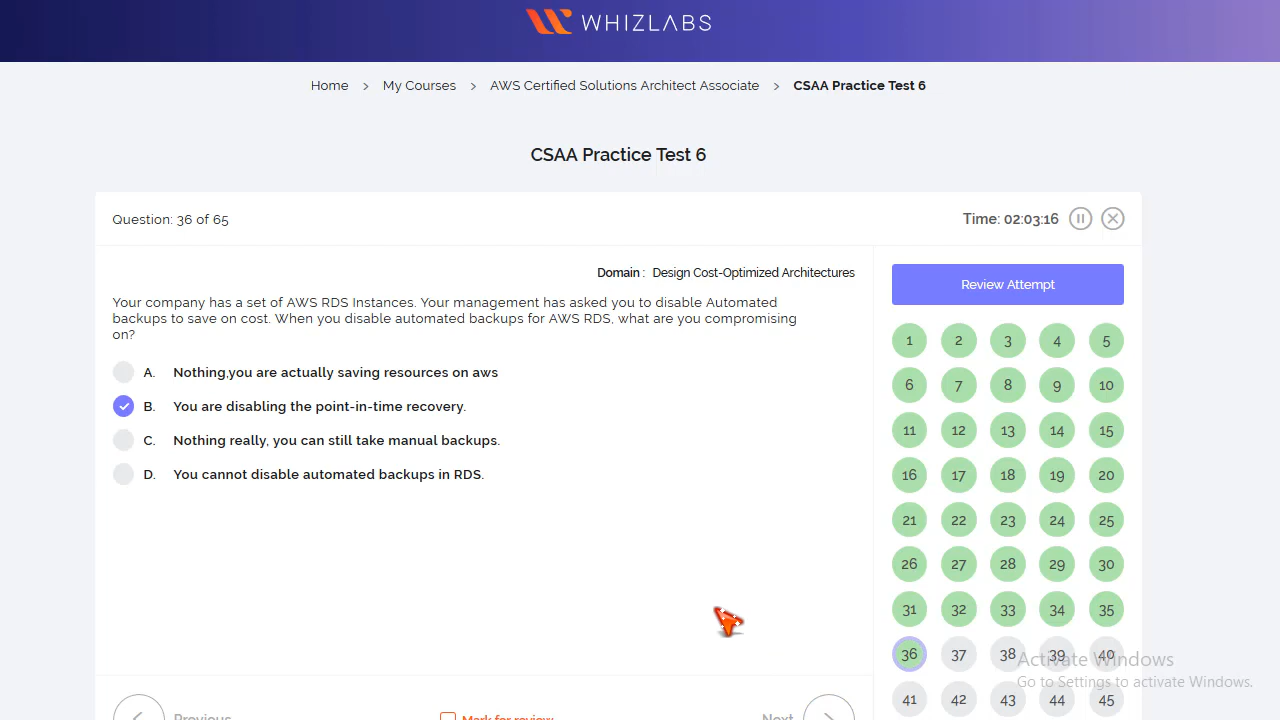 WHIZLABS
Home > My Courses > AWS Certified Solutions Architect Associate > CSAA Practice Test 6
CSAA Practice Test 6
Question: 36 of 65
Time: 02:03:16
Domain : Design Cost-Optimized Architectures
Your company has a set of AWS RDS Instances. Your management has asked you to disable Automated
backups to save on cost. When you disable automated backups for AWS RDS, what are you compromising
on?
A. Nothing,you are actually saving resources on aws
B. You are disabling the point-in-time recovery.
C. Nothing really, you can still take manual backups.
D. You cannot disable automated backups in RDS.
Previous
Mark for review
Next
Review Attempt
1 2 3 4 5
6 7 8 9 10
11 12 13 14 15
16 17 18 19 20
21 22 23 24 25
26 27 28 29 30
31 32 33 34 35
36 37 38 39 40
41 42 43 44 45
Activate Windows
Go to Settings to activate Windows.